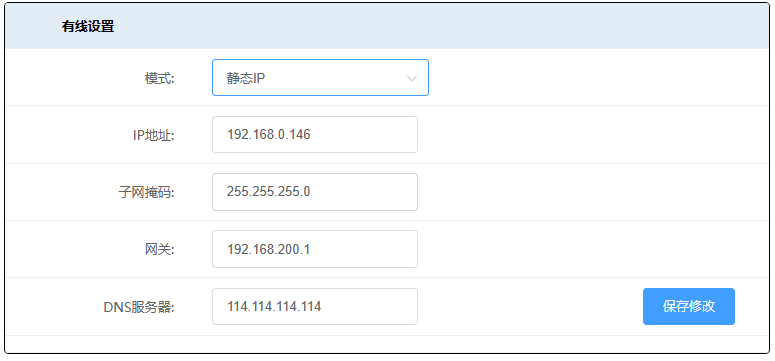 有线设置
模式: 静态IP
IP地址: 192.168.0.146
子网掩码: 255.255.255.0
网关: 192.168.200.1
DNS服务器: 114.114.114.114 保存修改